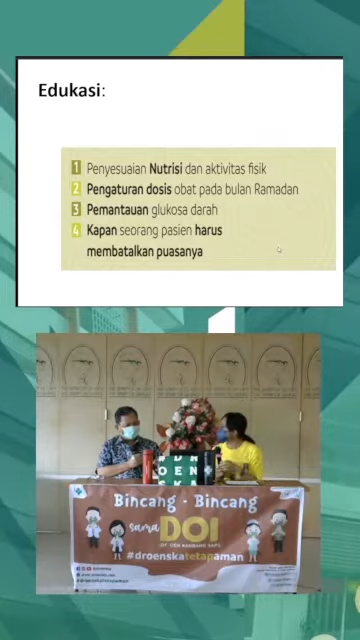 Edukasi:
1 Penyesuaian Nutrisi dan aktivitas fisik
2 Pengaturan dosis obat pada bulan Ramadan
3 Pemantauan glukosa darah
4 Kapan seorang pasien harus
membatalkan puasanya
# D R
O E N
S K A
Bincang - Bincang
sama DOI
#droenskatetapaman